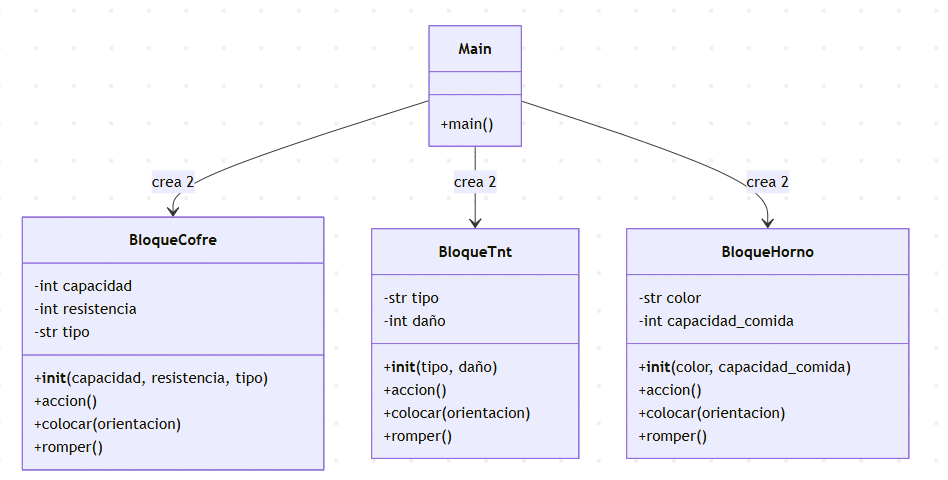 Main
+main()
crea 2
crea 2
crea 2
BloqueCofre
-int capacidad
-int resistencia
-str tipo
+init(capacidad, resistencia, tipo)
+accion()
+colocar(orientacion)
+romper()
BloqueTnt
-str tipo
-int daño
+init(tipo, daño)
+accion()
+colocar(orientacion)
+romper()
BloqueHorno
-str color
-int capacidad_comida
+init(color, capacidad_comida)
+accion()
+colocar(orientacion)
+romper()